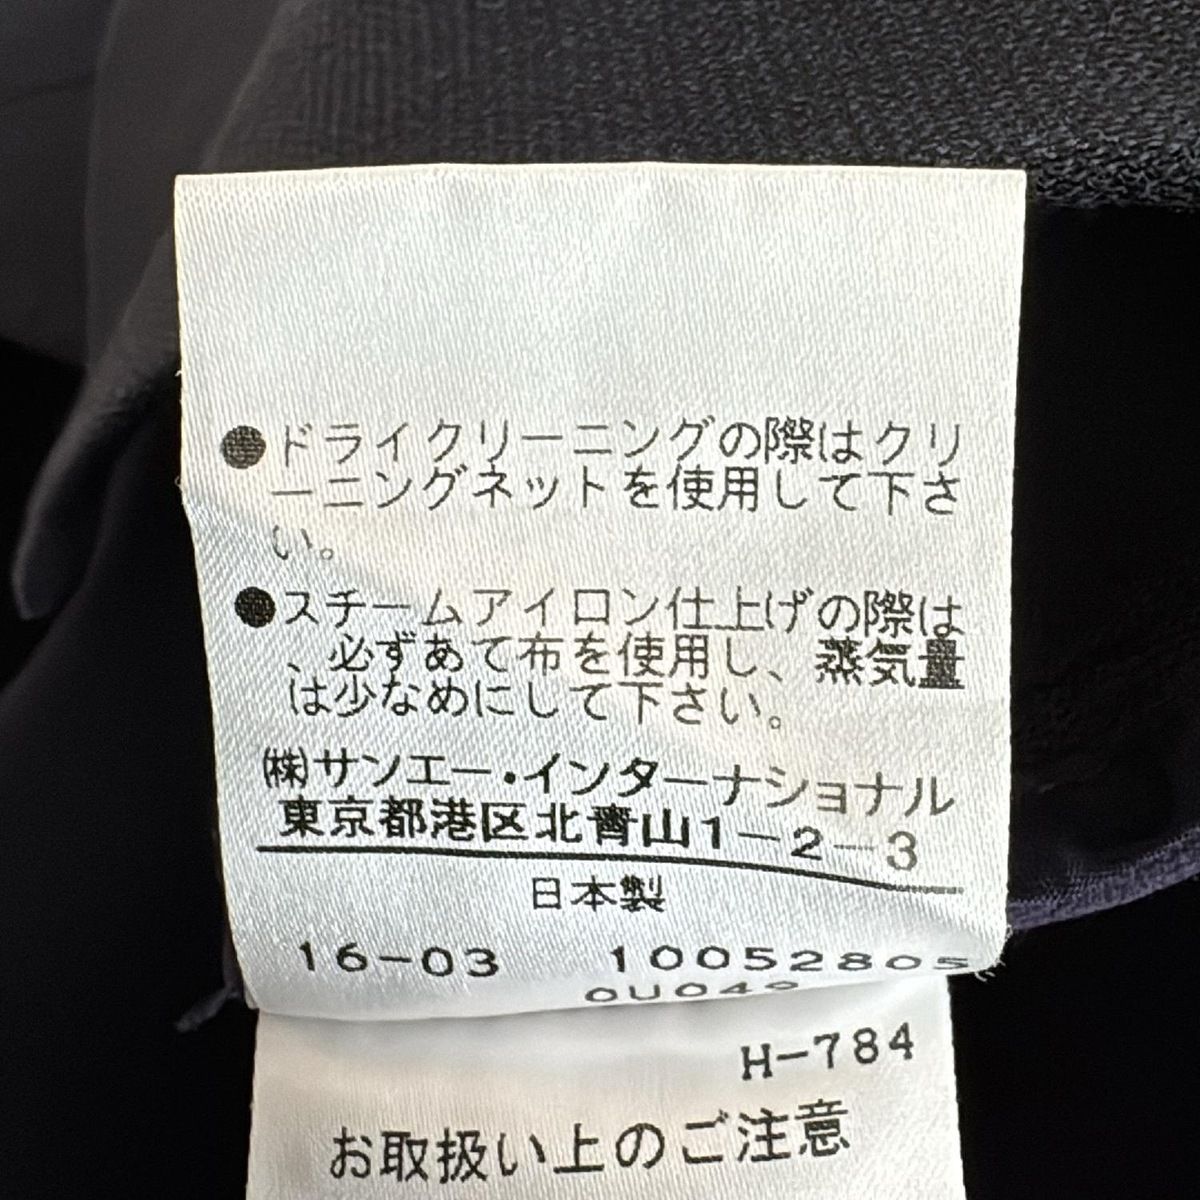 ●ドライクリーニングの際はクリ
ーニングネットを使用して下さ
い。
●スチームアイロン仕上げの際は
、必ずあて布を使用し、蒸気量
は少なめにして下さい。
㈱サンエー・インターナショナル
東京都港区北青山1-2-3
日本製
16-03 10052805
0U049
H-784
お取扱い上のご注意